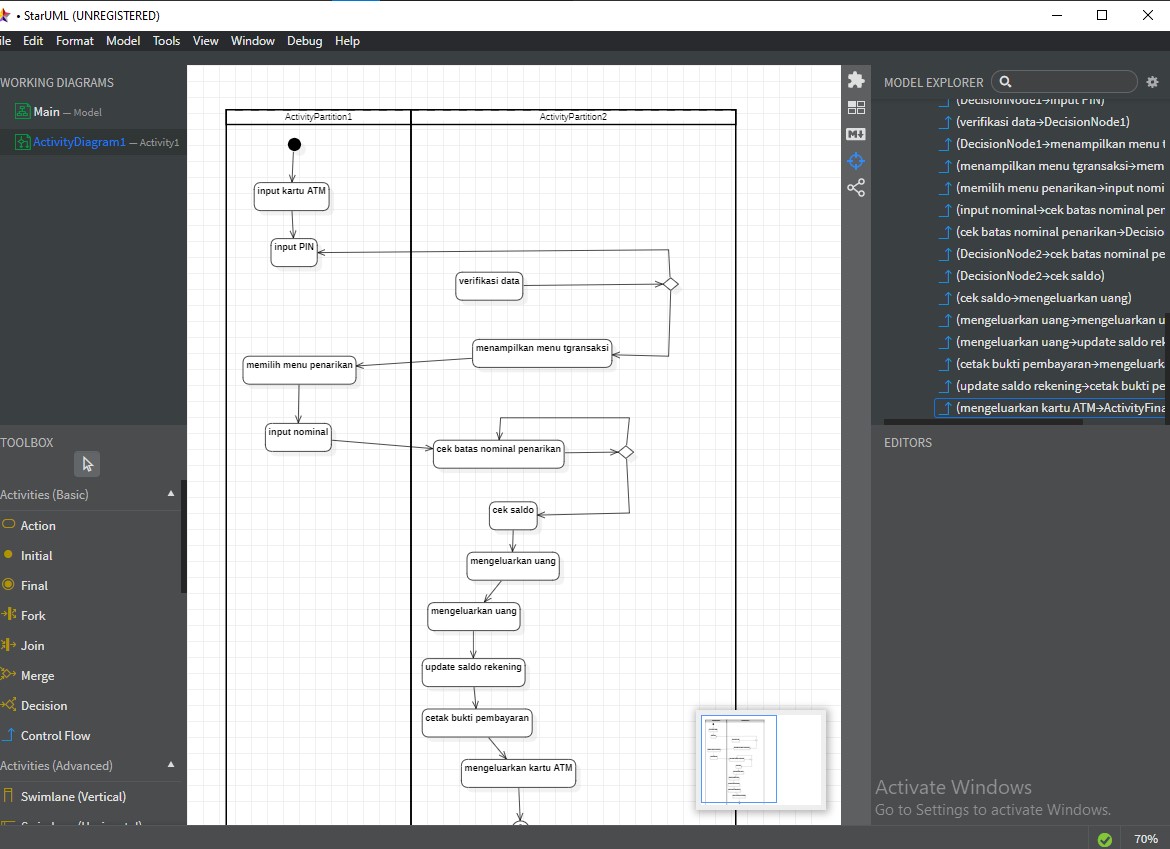 • StarUML (UNREGISTERED)
ile Edit Format Model Tools View Window Debug Help
WORKING DIAGRAMS
Main — Model
ActivityDiagram1 — Activity1
TOOLBOX
Activities (Basic)
Action
Initial
Final
Fork
Join
Merge
Decision
Control Flow
Activities (Advanced)
Swimlane (Vertical)
Swimlane (Horizontal)
ActivityPartition1
ActivityPartition2
input kartu ATM
input PIN
verifikasi data
menampilkan menu tgransaksi
memilih menu penarikan
input nominal
cek batas nominal penarikan
cek saldo
mengeluarkan uang
mengeluarkan uang
update saldo rekening
cetak bukti pembayaran
mengeluarkan kartu ATM
MODEL EXPLORER
(DecisionNode1→input PIN)
(verifikasi data→DecisionNode1)
(DecisionNode1→menampilkan menu t
(menampilkan menu tgransaksi→mem
(memilih menu penarikan→input nomi
(input nominal→cek batas nominal per
(cek batas nominal penarikan→Decisio
(DecisionNode2→cek batas nominal pe
(DecisionNode2→cek saldo)
(cek saldo→mengeluarkan uang)
(mengeluarkan uang→mengeluarkan u
(mengeluarkan uang→update saldo rek
(cetak bukti pembayaran→mengeluark
(update saldo rekening→cetak bukti pe
(mengeluarkan kartu ATM→ActivityFina
EDITORS
Activate Windows
Go to Settings to activate Windows.
70%